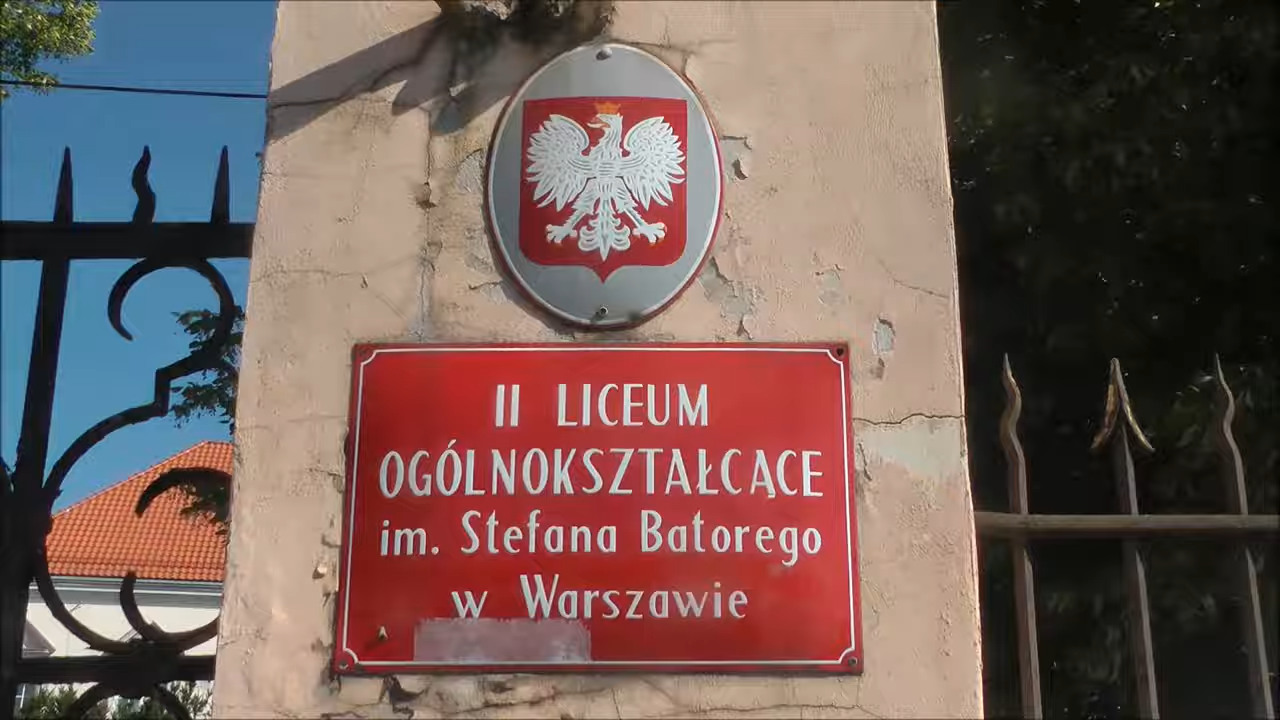 II LICEUM
OGÓLNOKSZTAŁCĄCE
im. Stefana Batorego
w Warszawie